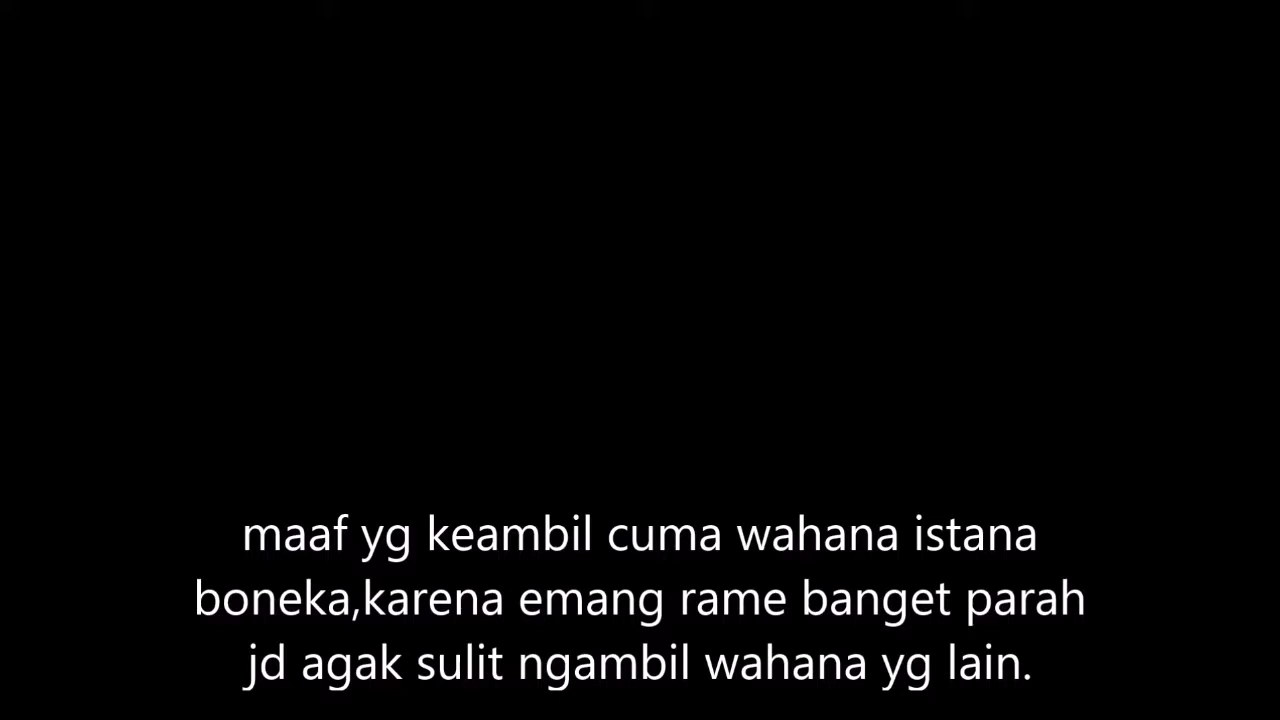 maaf yg keambil cuma wahana istana
boneka,karena emang rame banget parah
jd agak sulit ngambil wahana yg lain.